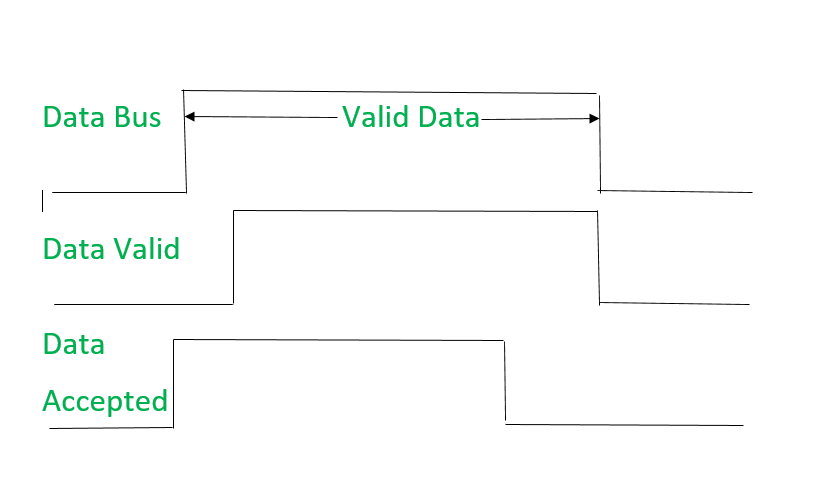 Data Bus
Valid Data
Data Valid
Data
Accepted